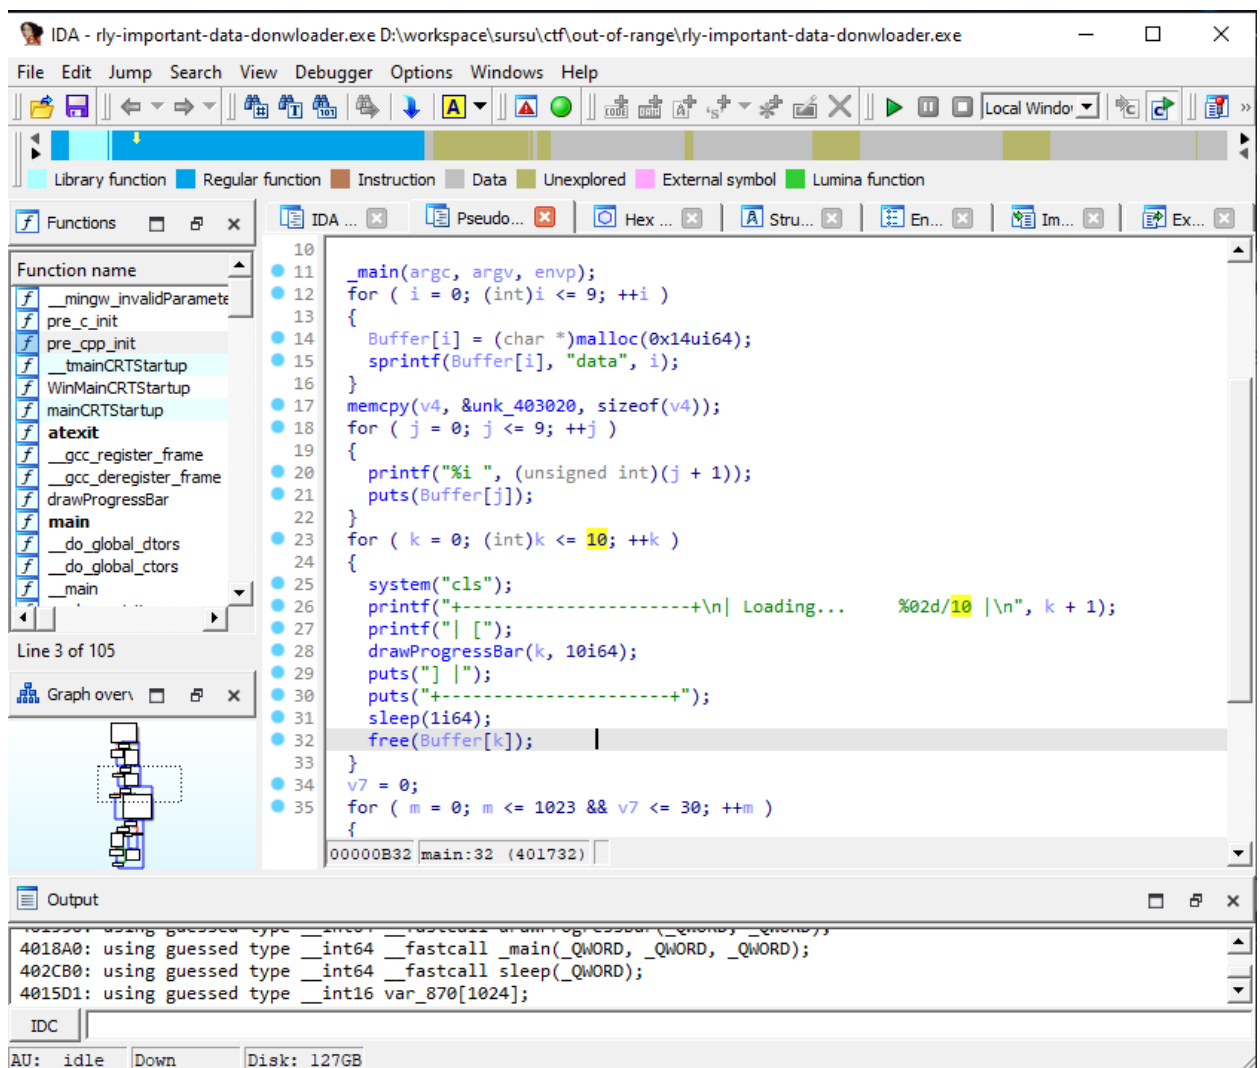 IDA - rly-important-data-donwloader.exe D:\workspace\sursu\ctf\out-of-range\rly-important-data-donwloader.exe
File Edit Jump Search View Debugger Options Windows Help
Local Windo
Library function Regular function Instruction Data Unexplored External symbol Lumina function
Functions
IDA ... Pseudo... Hex ... Stru... En... Im... Ex...
Function name
__mingw_invalidParamete
pre_c_init
pre_cpp_init
__tmainCRTStartup
WinMainCRTStartup
mainCRTStartup
atexit
__gcc_register_frame
__gcc_deregister_frame
drawProgressBar
main
__do_global_dtors
__do_global_ctors
__main
Line 3 of 105
Graph overv
10
11 _main(argc, argv, envp);
12 for ( i = 0; (int)i <= 9; ++i )
13 {
14 Buffer[i] = (char *)malloc(0x14ui64);
15 sprintf(Buffer[i], "data", i);
16 }
17 memcpy(v4, &unk_403020, sizeof(v4));
18 for ( j = 0; j <= 9; ++j )
19 {
20 printf("%i ", (unsigned int)(j + 1));
21 puts(Buffer[j]);
22 }
23 for ( k = 0; (int)k <= 10; ++k )
24 {
25 system("cls");
26 printf("+----------------------+\n| Loading...     %02d/10 |\n", k + 1);
27 printf("| [");
28 drawProgressBar(k, 10i64);
29 puts("] |");
30 puts("+----------------------+");
31 sleep(1i64);
32 free(Buffer[k]);
33 }
34 v7 = 0;
35 for ( m = 0; m <= 1023 && v7 <= 30; ++m )
{
00000B32 main:32 (401732)
Output
4018A0: using guessed type __int64 __fastcall _main(_QWORD, _QWORD, _QWORD);
402CB0: using guessed type __int64 __fastcall sleep(_QWORD);
4015D1: using guessed type __int16 var_870[1024];
IDC
AU: idle Down Disk: 127GB